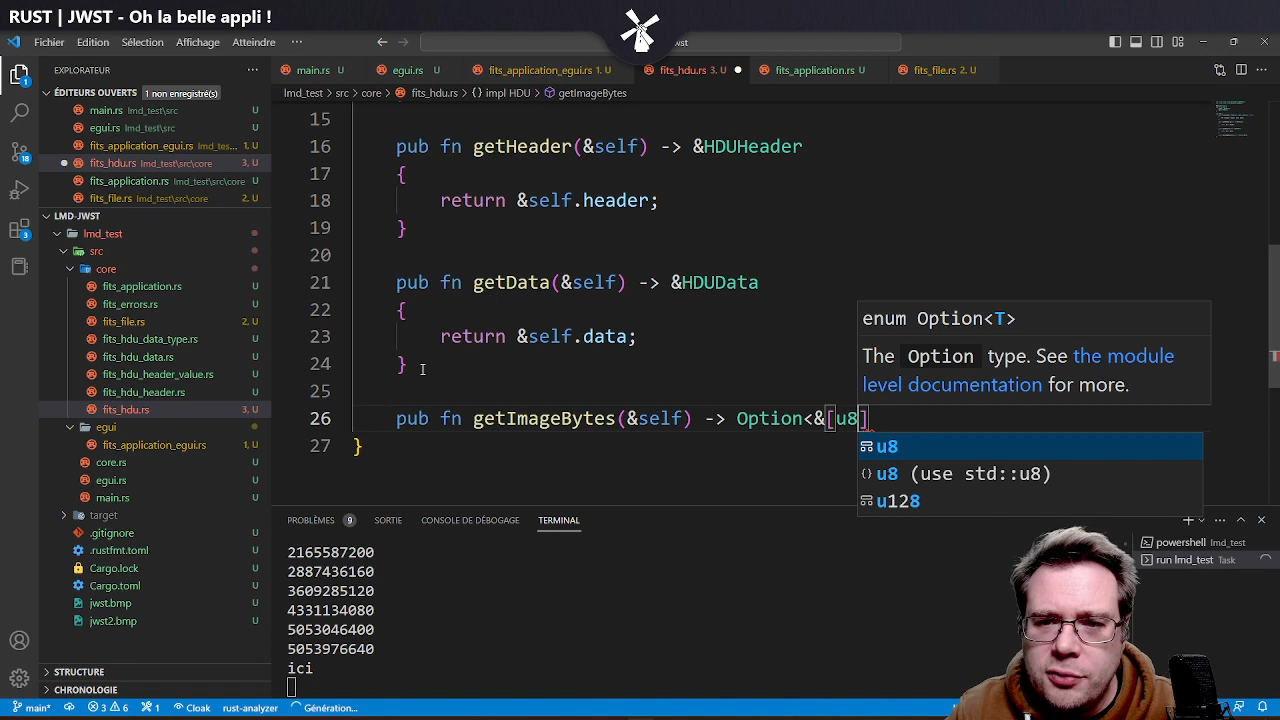 RUST | JWST - Oh la belle appli !
Fichier Edition Sélection Affichage Atteindre ··· jwst
EXPLORATEUR ···
ÉDITEURS OUVERTS 1 non enregistré(s)
main.rs lmd_test\src U
egui.rs lmd_test\src U
fits_application_egui.rs lmd_tes... 1, U
fits_hdu.rs lmd_test\src\core 3, U
fits_application.rs lmd_test\src\core U
fits_file.rs lmd_test\src\core 2, U
LMD-JWST
lmd_test
src
core
fits_application.rs U
fits_errors.rs U
fits_file.rs 2, U
fits_hdu_data_type.rs U
fits_hdu_data.rs U
fits_hdu_header_value.rs U
fits_hdu_header.rs U
fits_hdu.rs 3, U
egui
fits_application_egui.rs 1, U
core.rs U
egui.rs U
main.rs U
target
.gitignore U
.rustfmt.toml U
Cargo.lock U
Cargo.toml U
jwst.bmp U
jwst2.bmp U
STRUCTURE
CHRONOLOGIE
main.rs U egui.rs U fits_application_egui.rs 1, U fits_hdu.rs 3, U fits_application.rs U fits_file.rs 2, U
lmd_test > src > core > fits_hdu.rs > {} impl HDU > getImageBytes
15
16 pub fn getHeader(&self) -> &HDUHeader
17 {
18 return &self.header;
19 }
20
21 pub fn getData(&self) -> &HDUData
22 {
23 return &self.data;
24 }
25
26 pub fn getImageBytes(&self) -> Option<&[u8]
27 }
enum Option<T>
The Option type. See the module
level documentation for more.
u8
u8 (use std::u8)
u128
PROBLÈMES 9 SORTIE CONSOLE DE DÉBOGAGE TERMINAL
2165587200
2887436160
3609285120
4331134080
5053046400
5053976640
ici
powershell lmd_test
run lmd_test Task
main* 3 6 1 Cloak rust-analyzer Génération...